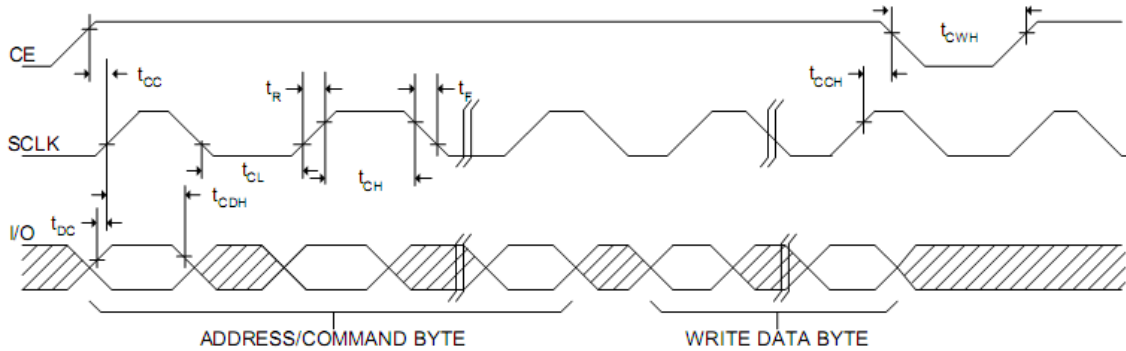 CE
tCC
tCWH
tCCH
tR
tF
SCLK
tCL
tCH
tCDH
tDC
I/O
ADDRESS/COMMAND BYTE
WRITE DATA BYTE